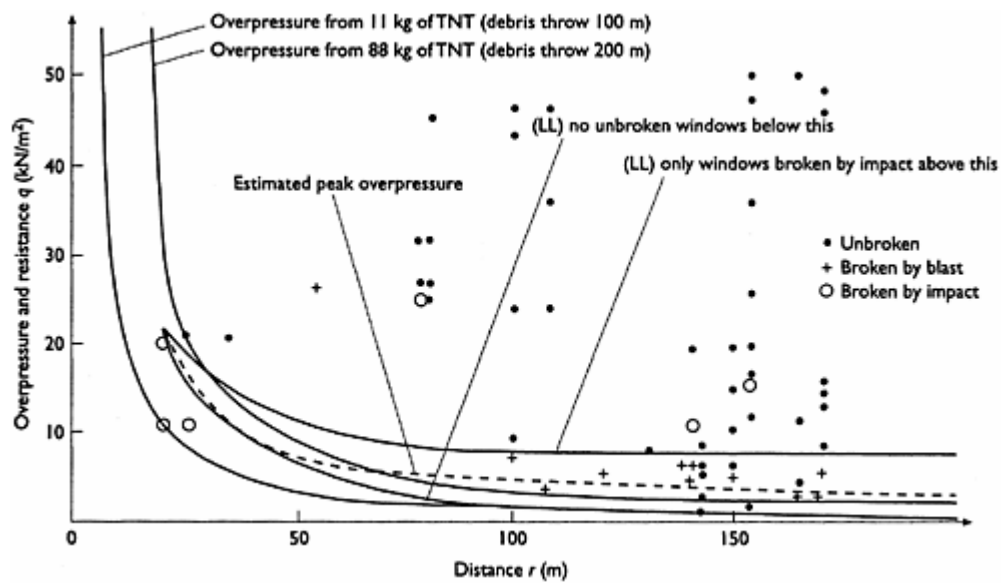 Overpressure from 11 kg of TNT (debris throw 100 m)
Overpressure from 88 kg of TNT (debris throw 200 m)
50
(LL) no unbroken windows below this
40
(LL) only windows broken by impact above this
Estimated peak overpressure
Unbroken
30
Broken by blast
Broken by impact
20
10
Overpressure and resistance q (kN/m²)
50
100
150
Distance r (m)